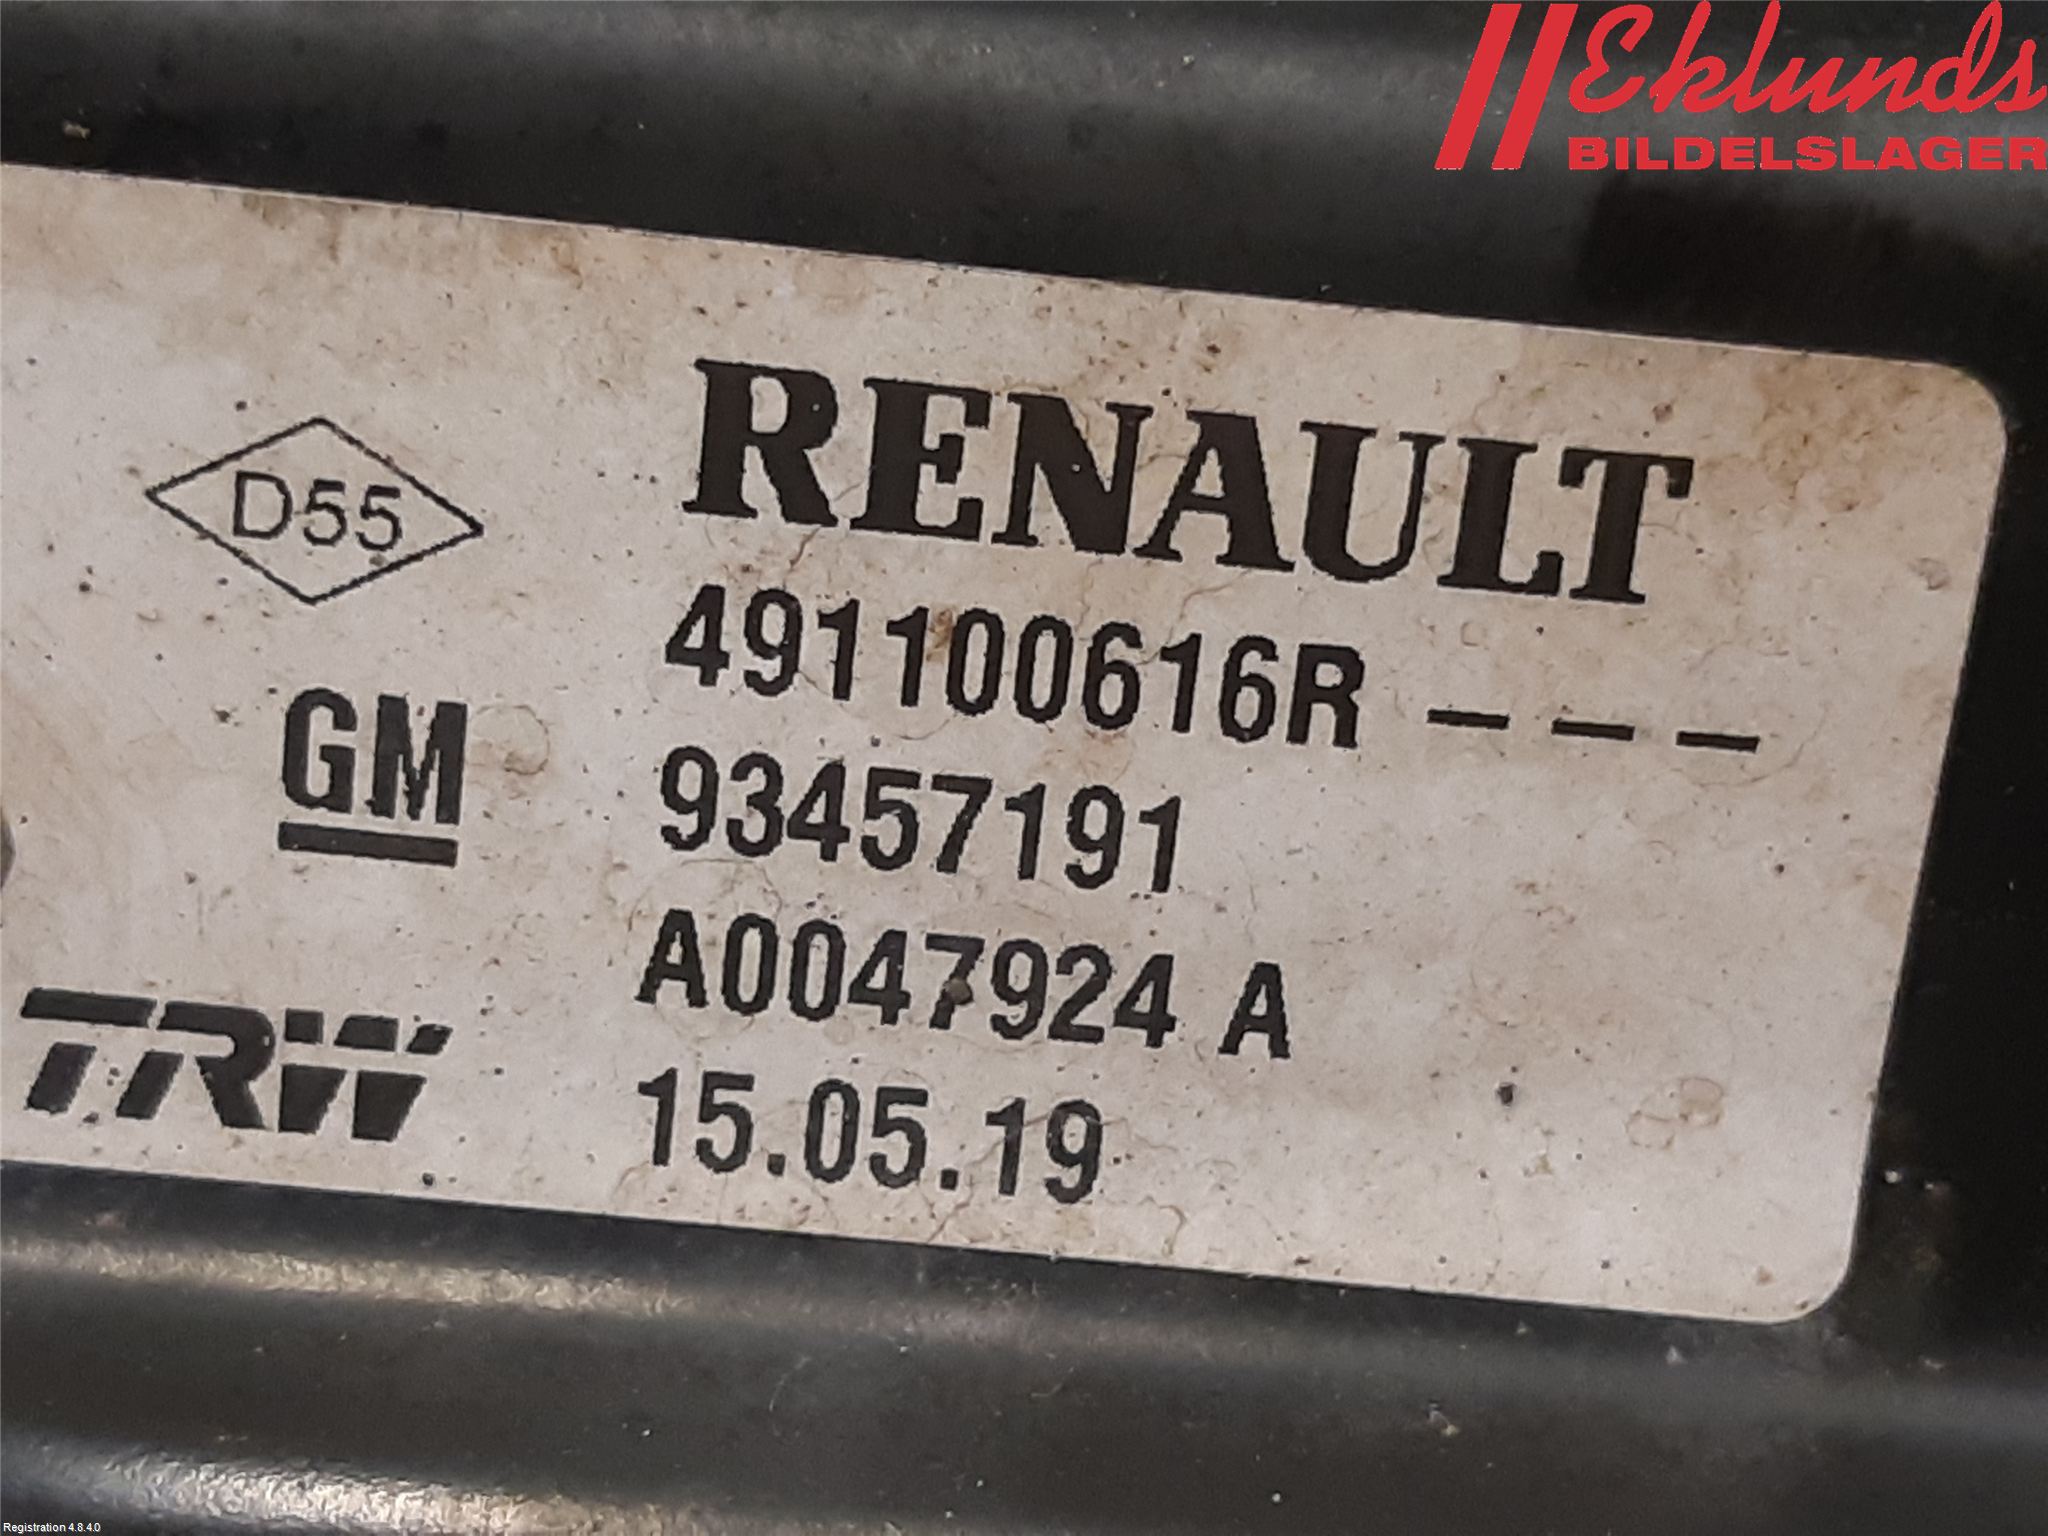 Eklunds
BILDELSLAGER
RENAULT
D55
491100616R – – –
GM
93457191
A0047924 A
TRW
15.05.19
Registration 4.8.4.0